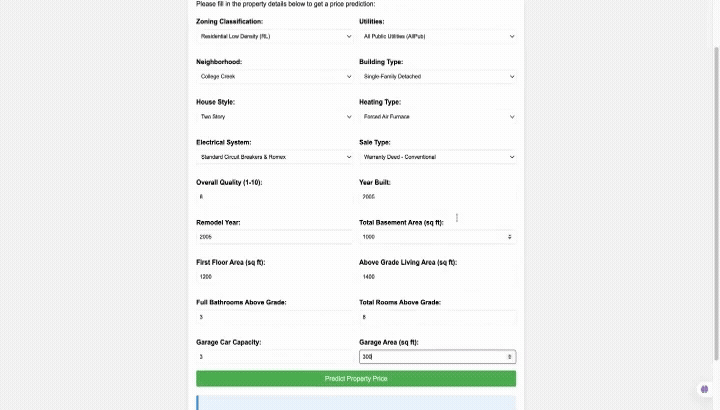 Please fill in the property details below to get a price prediction:
Zoning Classification: Utilities:
Residential Low Density (RL) All Public Utilities (AllPub)
Neighborhood: Building Type:
College Creek Single-Family Detached
House Style: Heating Type:
Two Story Forced Air Furnace
Electrical System: Sale Type:
Standard Circuit Breakers & Romex Warranty Deed - Conventional
Overall Quality (1-10): Year Built:
8 2005
Remodel Year: Total Basement Area (sq ft):
2005 1000
First Floor Area (sq ft): Above Grade Living Area (sq ft):
1200 1400
Full Bathrooms Above Grade: Total Rooms Above Grade:
3 8
Garage Car Capacity: Garage Area (sq ft):
3 300
Predict Property Price